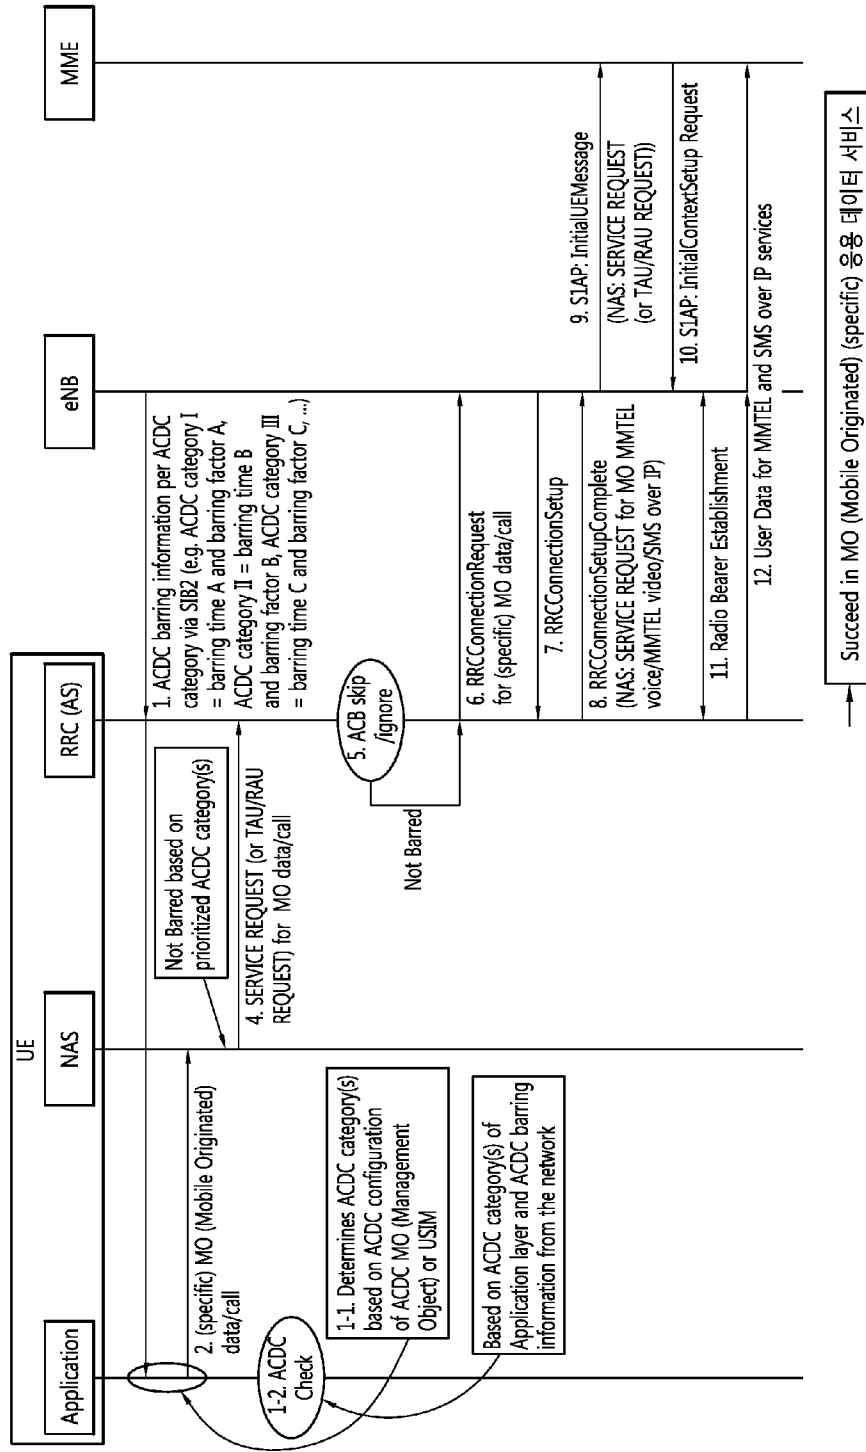 UE
Application
NAS
RRC (AS)
eNB
MME
1. ACDC barring information per ACDC
category via SIB2 (e.g. ACDC category I
= barring time A and barring factor A,
ACDC category II = barring time B
and barring factor B, ACDC category III
= barring time C and barring factor C, ...)
2. (specific) MO (Mobile Originated)
data/call
Not Barred based on
prioritized ACDC category(s)
4. SERVICE REQUEST (or TAU/RAU
REQUEST) for MO data/call
1-2. ACDC
Check
1-1. Determines ACDC category(s)
based on ACDC configuration
of ACDC MO (Management
Object) or USIM
Based on ACDC category(s) of
Application layer and ACDC barring
information from the network
5. ACB skip
/ignore
Not Barred
6. RRCConnectionRequest
for (specific) MO data/call
7. RRCConnectionSetup
8. RRCConnectionSetupComplete
(NAS: SERVICE REQUEST for MO MMTEL
voice/MMTEL video/SMS over IP)
9. S1AP: InitialUEMessage
(NAS: SERVICE REQUEST
(or TAU/RAU REQUEST))
10. S1AP: InitialContextSetup Request
11. Radio Bearer Establishment
12. User Data for MMTEL and SMS over IP services
Succeed in MO (Mobile Originated) (specific) 응용 데이터 서비스